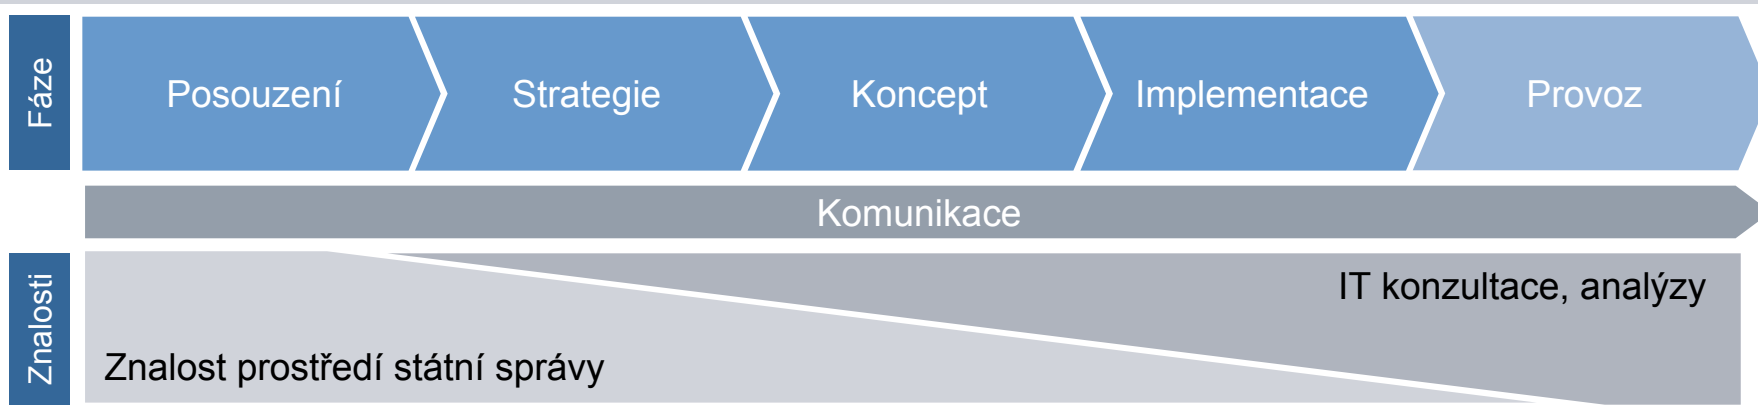 Fáze
Posouzení
Strategie
Koncept
Implementace
Provoz
Komunikace
Znalosti
IT konzultace, analýzy
Znalost prostředí státní správy